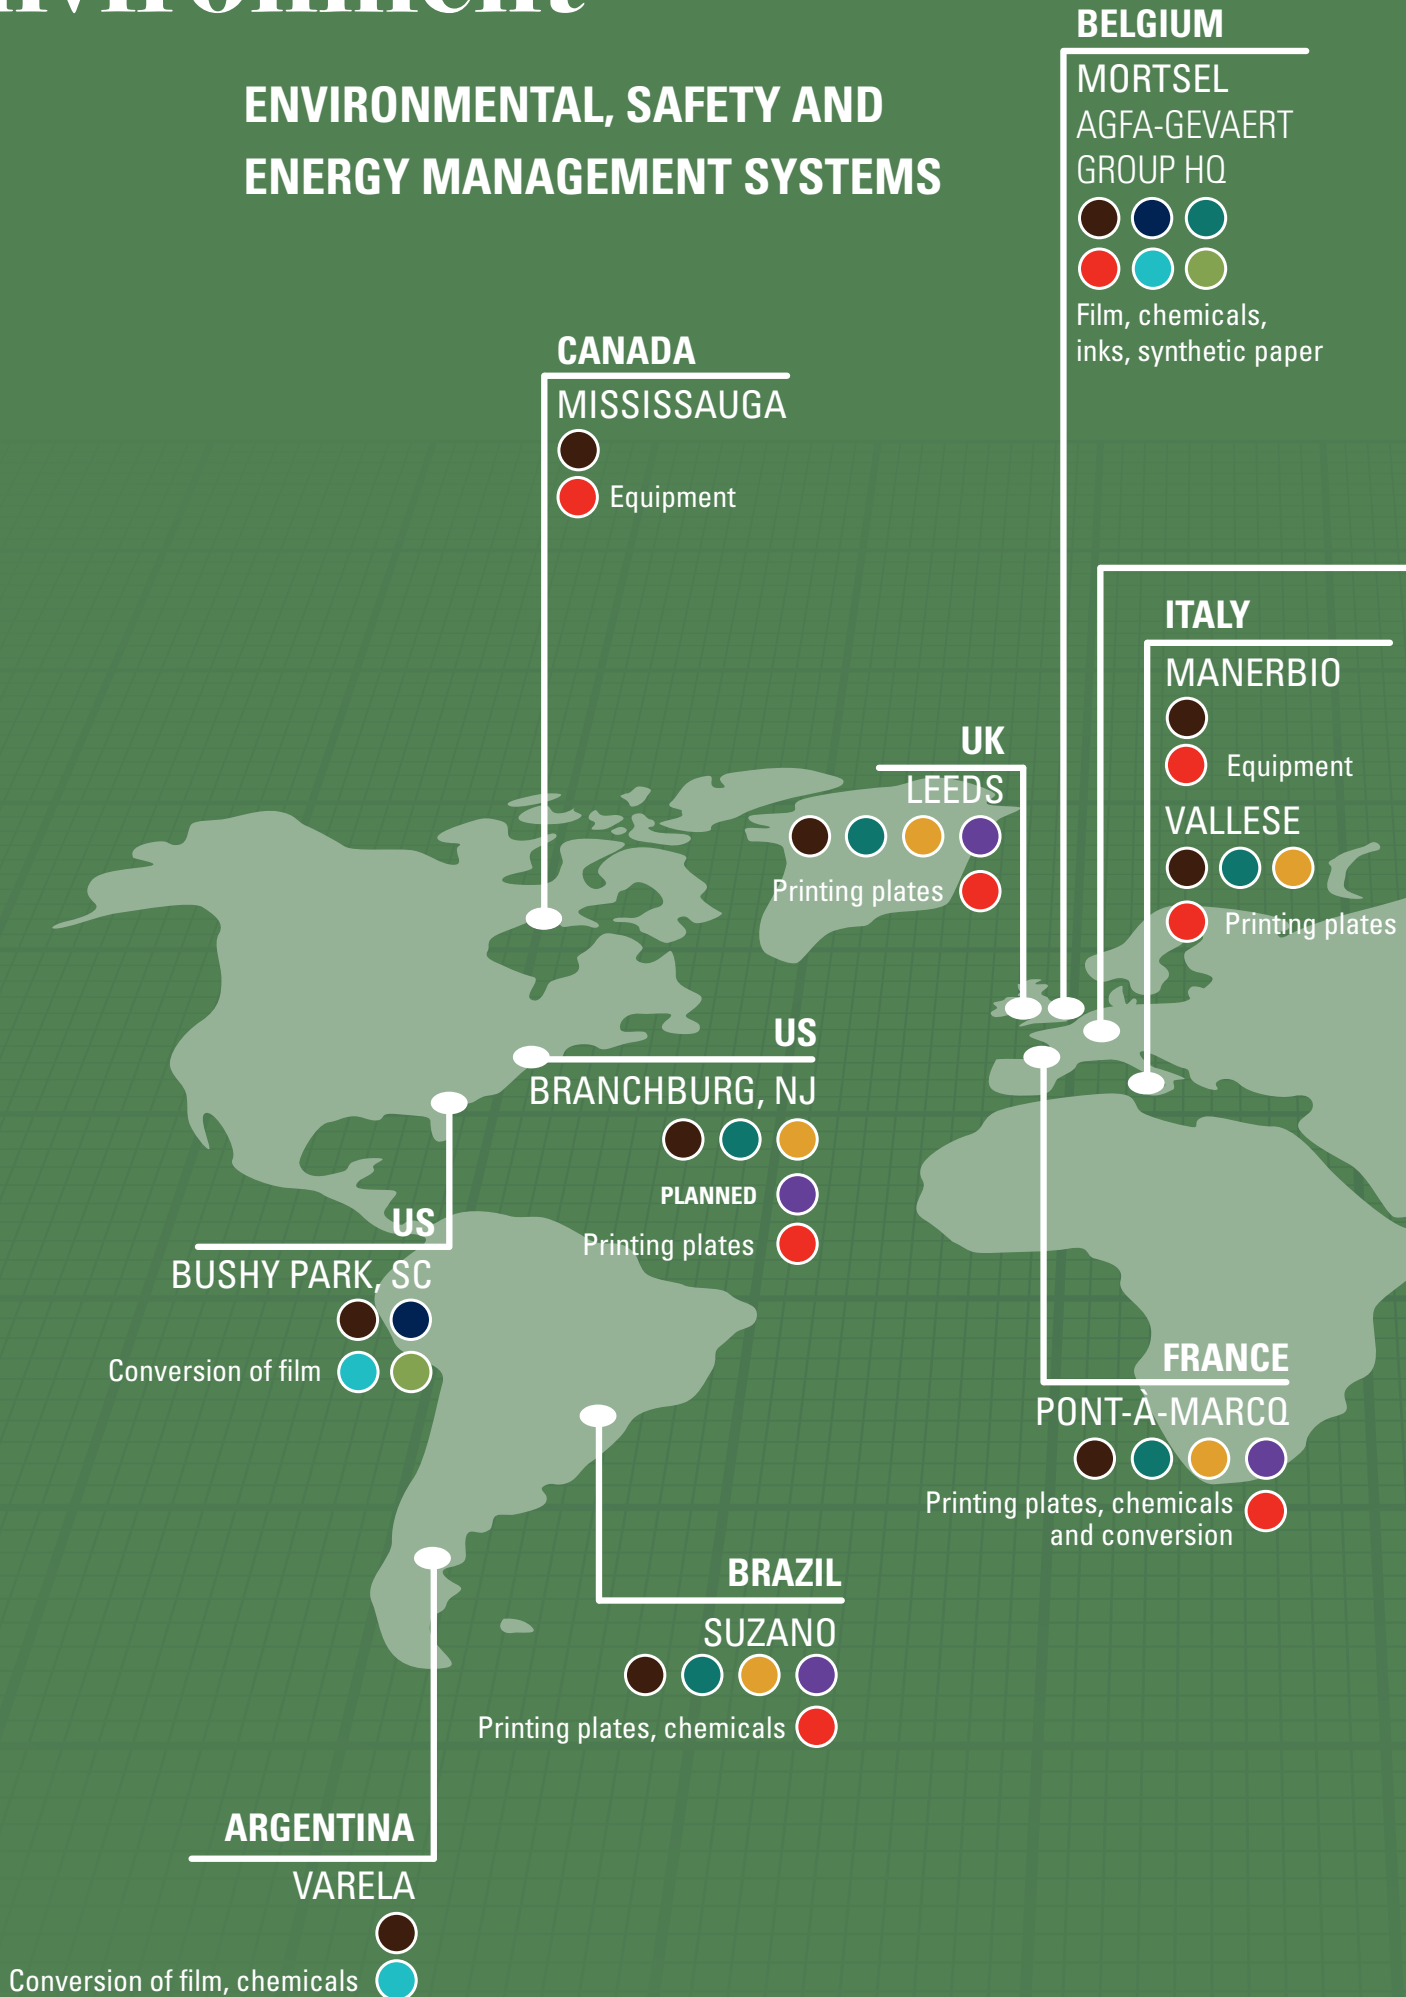 ENVIRONMENTAL, SAFETY AND
ENERGY MANAGEMENT SYSTEMS
BELGIUM
MORTSEL
AGFA-GEVAERT
GROUP HQ
Film, chemicals,
inks, synthetic paper
CANADA
MISSISSAUGA
Equipment
ITALY
MANERBIO
Equipment
VALLESE
Printing plates
UK
LEEDS
Printing plates
US
BRANCHBURG, NJ
PLANNED
Printing plates
US
BUSHY PARK, SC
Conversion of film
FRANCE
PONT-À-MARCQ
Printing plates, chemicals
and conversion
BRAZIL
SUZANO
Printing plates, chemicals
ARGENTINA
VARELA
Conversion of film, chemicals